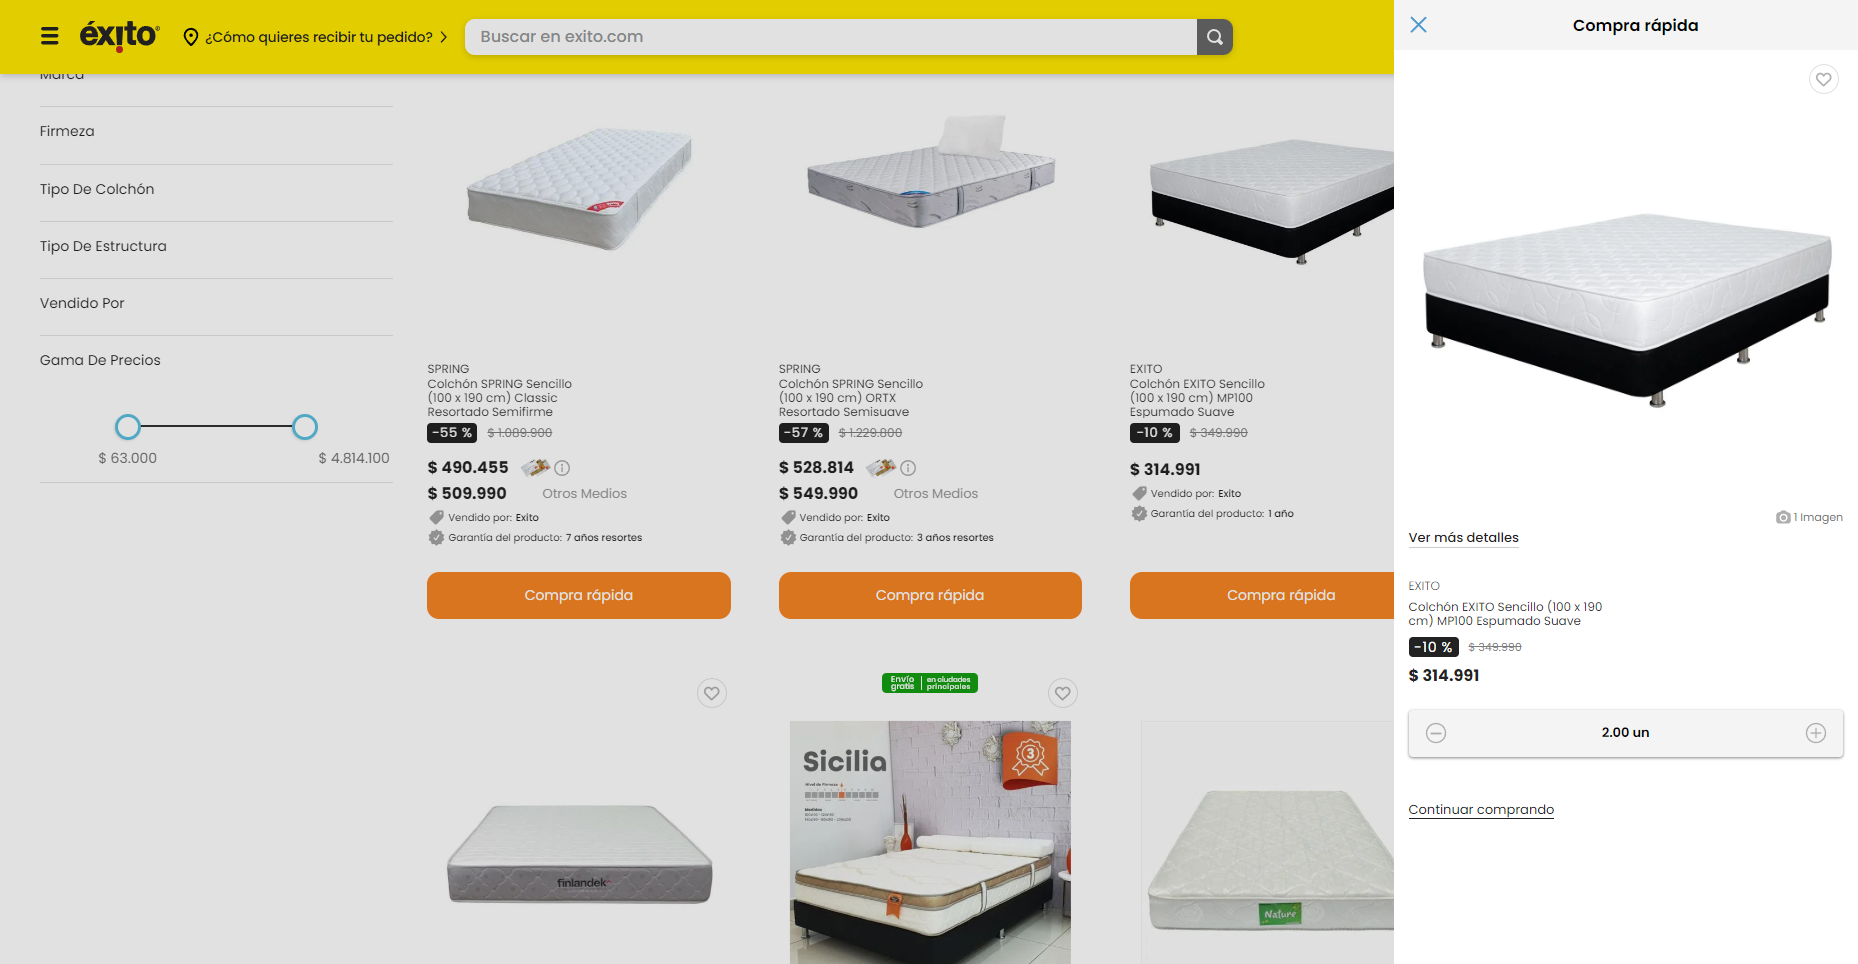 éxito
¿Cómo quieres recibir tu pedido?
Buscar en exito.com
Marca
Firmeza
Tipo De Colchón
Tipo De Estructura
Vendido Por
Gama De Precios
$ 63.000
$ 4.814.100
SPRING
Colchón SPRING Sencillo
(100 x 190 cm) Classic
Resortado Semifirme
-55 % $ 1.089.900
$ 490.455
$ 509.990 Otros Medios
Vendido por: Exito
Garantía del producto: 7 años resortes
Compra rápida
SPRING
Colchón SPRING Sencillo
(100 x 190 cm) ORTX
Resortado Semisuave
-57 % $ 1.229.800
$ 528.814
$ 549.990 Otros Medios
Vendido por: Exito
Garantía del producto: 3 años resortes
Compra rápida
EXITO
Colchón EXITO Sencillo
(100 x 190 cm) MP100
Espumado Suave
-10 % $ 349.990
$ 314.991
Vendido por: Exito
Garantía del producto: 1 año
Compra rápida
finlandek
Envío
gratis
en ciudades
principales
Sicilia
Nivel de Firmeza
Medidas
3
Nature
Compra rápida
1 Imagen
Ver más detalles
EXITO
Colchón EXITO Sencillo (100 x 190
cm) MP100 Espumado Suave
-10 % $ 349.990
$ 314.991
2.00 un
Continuar comprando